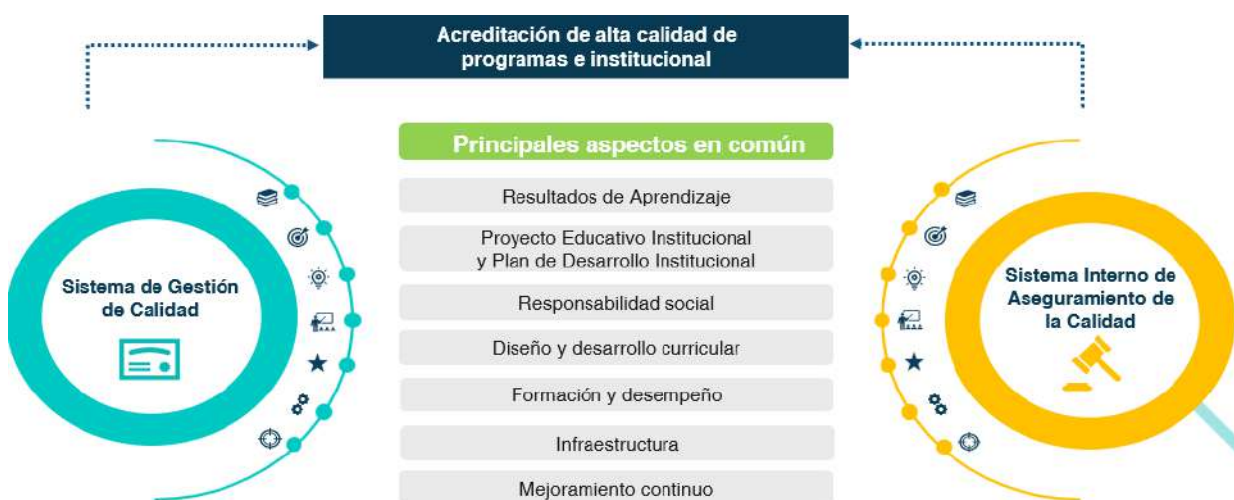 Acreditación de alta calidad de
programas e institucional
Principales aspectos en común
Resultados de Aprendizaje
Proyecto Educativo Institucional
y Plan de Desarrollo Institucional
Responsabilidad social
Diseño y desarrollo curricular
Formación y desempeño
Infraestructura
Mejoramiento continuo
Sistema de Gestión
de Calidad
Sistema Interno de
Aseguramiento de
la Calidad